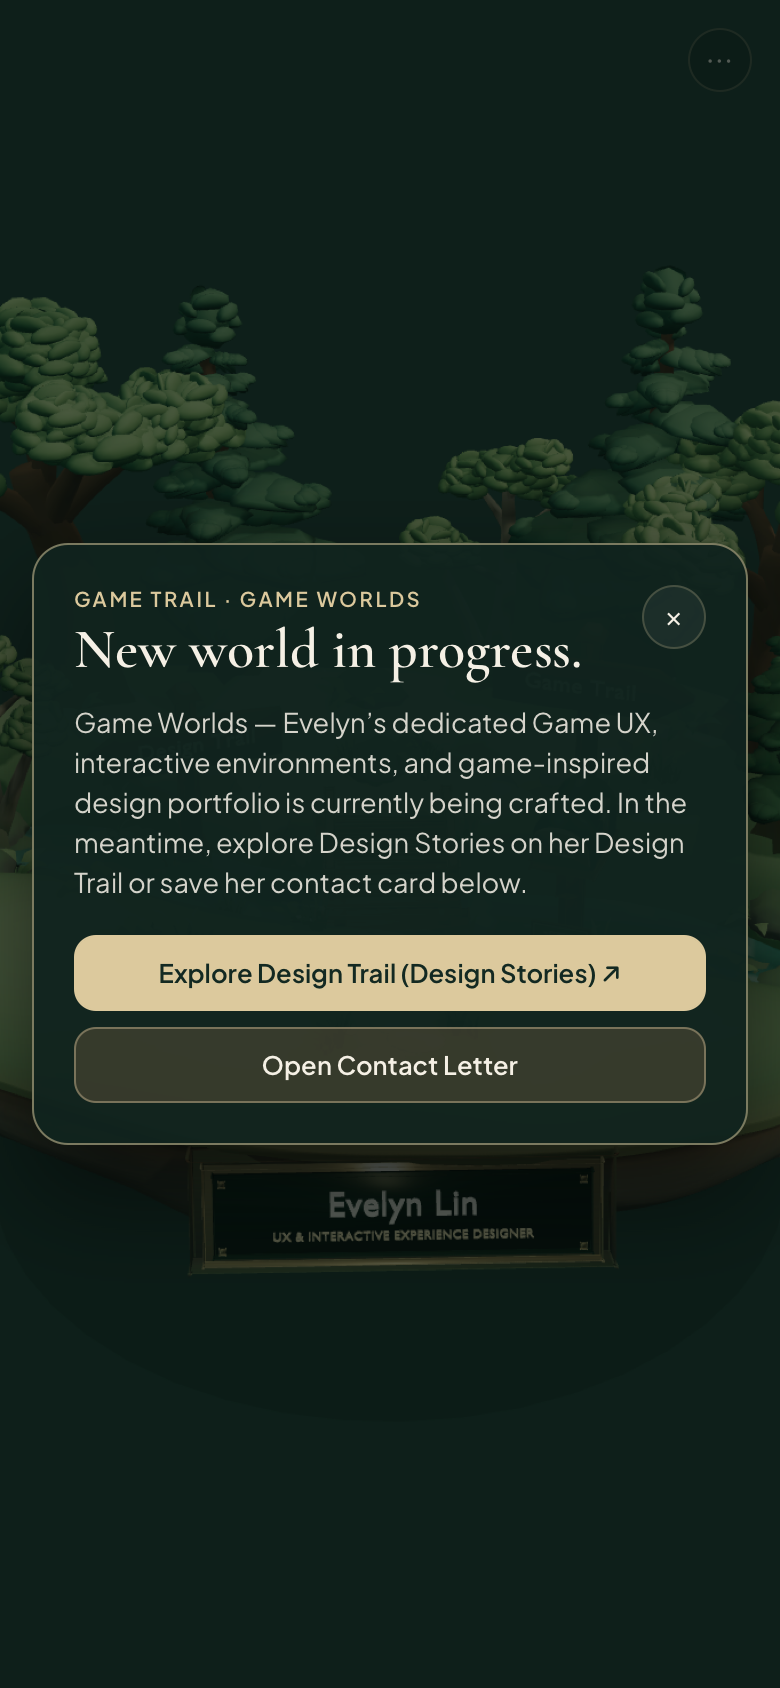 ...
GAME TRAIL · GAME WORLDS
×
New world in progress.
Game Trail
Game Worlds — Evelyn’s dedicated Game UX,
interactive environments, and game-inspired
design portfolio is currently being crafted. In the
meantime, explore Design Stories on her Design
Trail or save her contact card below.
Explore Design Trail (Design Stories) ↗
Open Contact Letter
Evelyn Lin
UX & INTERACTIVE EXPERIENCE DESIGNER